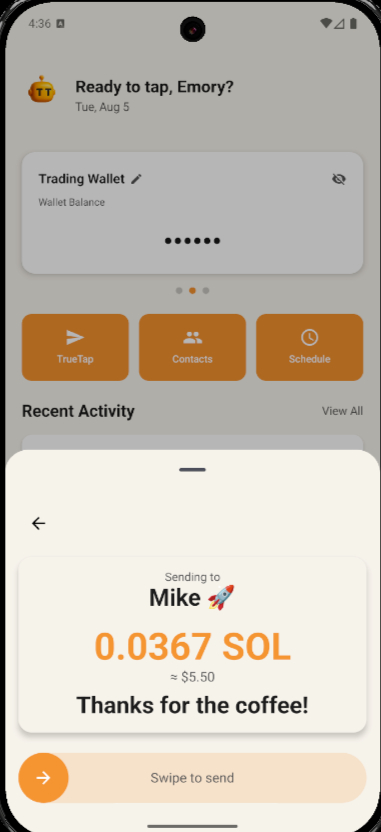 4:36 A
TT
Ready to tap, Emory?
Tue, Aug 5
Trading Wallet
Wallet Balance
••••••
TrueTap Contacts Schedule
Recent Activity View All
Sending to
Mike 🚀
0.0367 SOL
≈ $5.50
Thanks for the coffee!
Swipe to send